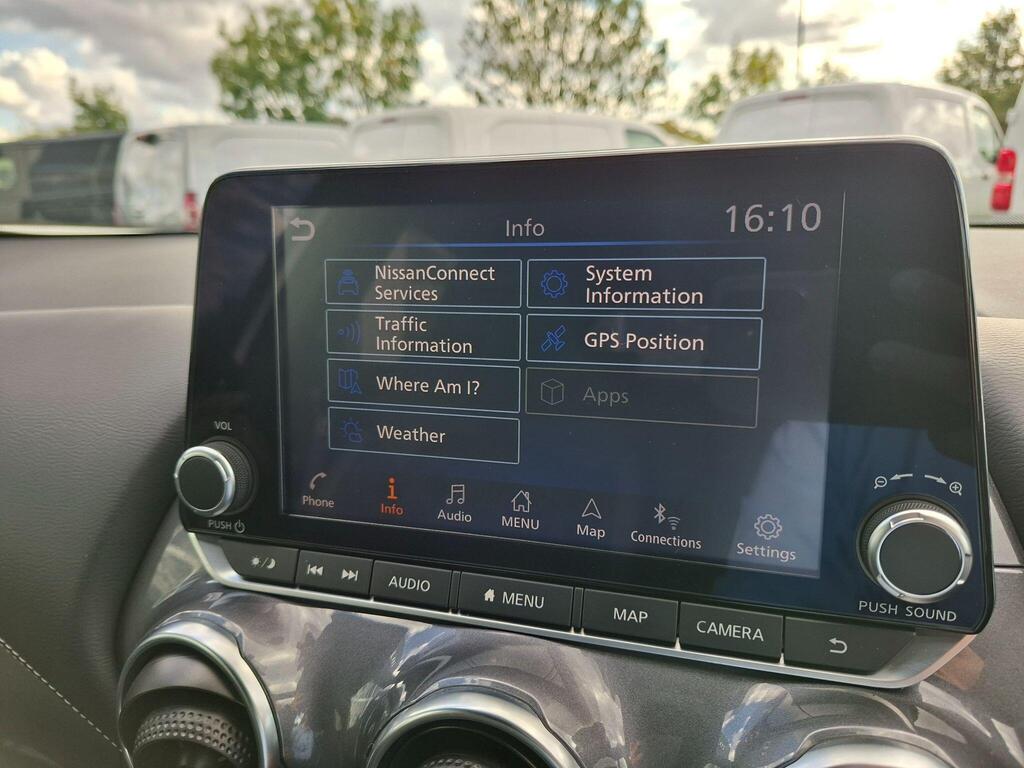 Info
16:10
NissanConnect
Services
System
Information
Traffic
Information
GPS Position
Where Am I?
Apps
Weather
VOL
PUSH
Phone
Info
Audio
MENU
Map
Connections
Settings
PUSH SOUND
AUDIO
MENU
MAP
CAMERA